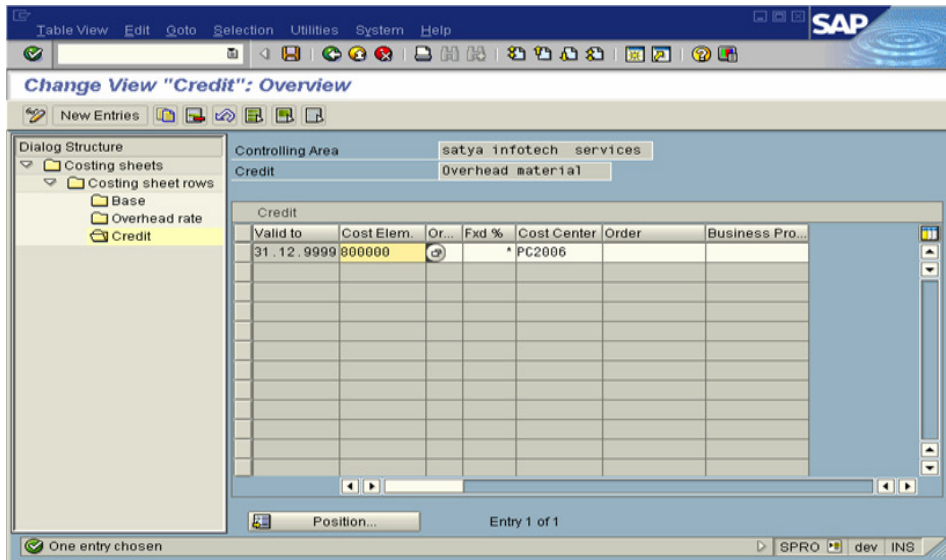 Table View Edit Goto Selection Utilities System Help
SAP
Change View "Credit": Overview
New Entries
Dialog Structure
Costing sheets
Costing sheet rows
Base
Overhead rate
Credit
Controlling Area satya infotech services
Credit Overhead material
Credit
Valid to Cost Elem. Or... Fxd % Cost Center Order Business Pro...
31.12.9999 800000 * PC2006
Position... Entry 1 of 1
One entry chosen SPRO dev INS